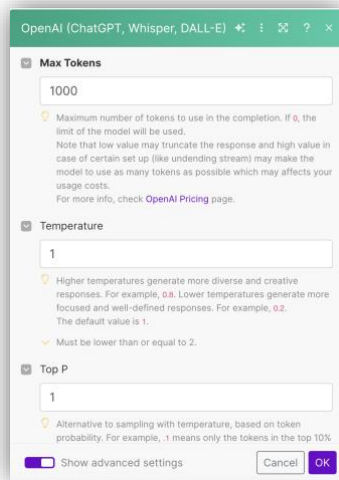 OpenAI (ChatGPT, Whisper, DALL-E)
Max Tokens
1000
Maximum number of tokens to use in the completion. If 0, the
limit of the model will be used.
Note that low value may truncate the response and high value in
case of certain set up (like undending stream) may make the
model to use as many tokens as possible which may affects your
usage costs.
For more info, check OpenAI Pricing page.
Temperature
1
Higher temperatures generate more diverse and creative
responses. For example, 0.8. Lower temperatures generate more
focused and well-defined responses. For example, 0.2.
The default value is 1.
Must be lower than or equal to 2.
Top P
1
Alternative to sampling with temperature, based on token
probability. For example, .1 means only the tokens in the top 10%
Show advanced settings
Cancel
OK